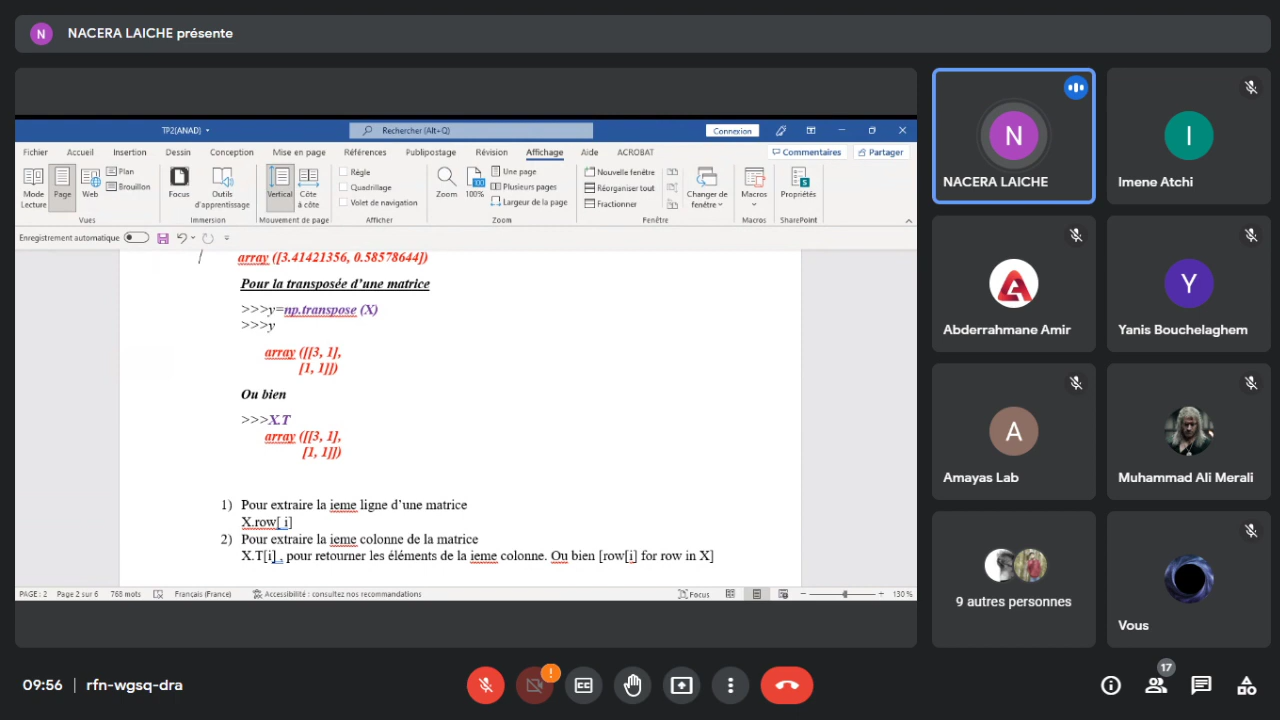 N NACERA LAICHE présente
TP2(ANAD)
Rechercher (Alt+Q)
Connexion
Fichier Accueil Insertion Dessin Conception Mise en page Références Publipostage Révision Affichage Aide ACROBAT
Commentaires Partager
Mode Lecture
Page
Web
Plan
Brouillon
Vues
Focus
Outils d'apprentissage
Immersion
Vertical
Côte à côte
Mouvement de page
Règle
Quadrillage
Volet de navigation
Afficher
Zoom
100%
Une page
Plusieurs pages
Largeur de la page
Zoom
Nouvelle fenêtre
Réorganiser tout
Fractionner
Changer de fenêtre
Fenêtre
Macros
Macros
Propriétés
SharePoint
Enregistrement automatique
array ([3.41421356, 0.58578644])
Pour la transposée d'une matrice
>>>y=np.transpose (X)
>>>y
array ([[3, 1],
[1, 1]])
Ou bien
>>>X.T
array ([[3, 1],
[1, 1]])
1) Pour extraire la ieme ligne d'une matrice
X.row[ i]
2) Pour extraire la ieme colonne de la matrice
X.T[i] , pour retourner les éléments de la ieme colonne. Ou bien [row[i] for row in X]
PAGE : 2 Page 2 sur 6 768 mots Français (France) Accessibilité : consultez nos recommandations Focus 130 %
N
NACERA LAICHE
I
Imene Atchi
Abderrahmane Amir
Y
Yanis Bouchelaghem
A
Amayas Lab
Muhammad Ali Merali
9 autres personnes
Vous
09:56 | rfn-wgsq-dra
!
CC
17